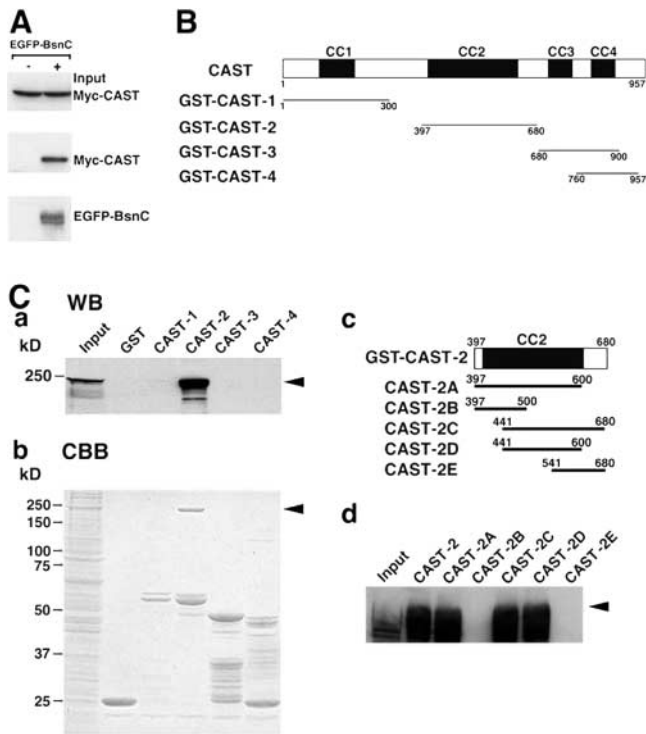 A
EGFP-BsnC
- +
Input
Myc-CAST
Myc-CAST
EGFP-BsnC
B
CC1 CC2 CC3 CC4
CAST
1 957
GST-CAST-1
1 300
GST-CAST-2
397 680
GST-CAST-3
680 900
GST-CAST-4
760 957
C
WB
a
kD
Input GST CAST-1 CAST-2 CAST-3 CAST-4
250
b
CBB
kD
250
150
100
75
50
37
25
c
397 CC2 680
GST-CAST-2
CAST-2A
397 600
CAST-2B
397 500
CAST-2C
441 680
CAST-2D
441 600
CAST-2E
541 680
d
Input CAST-2 CAST-2A CAST-2B CAST-2C CAST-2D CAST-2E